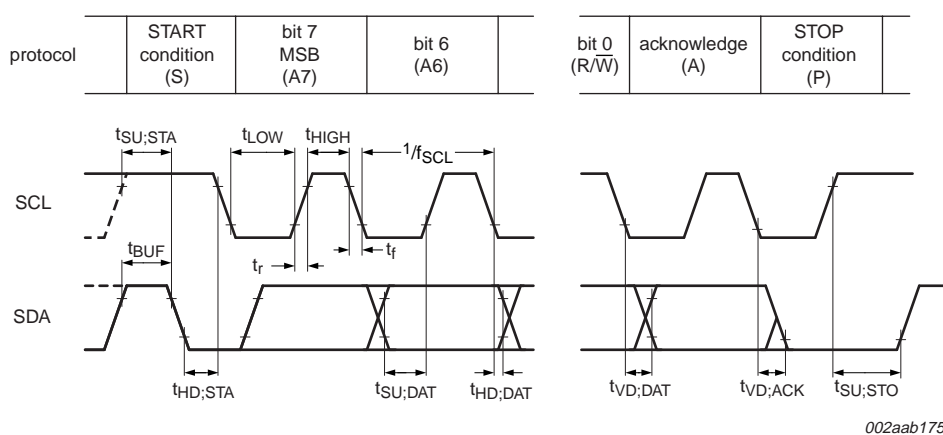 protocol
START
condition
(S)
bit 7
MSB
(A7)
bit 6
(A6)
bit 0
(R/W̅)
acknowledge
(A)
STOP
condition
(P)
tSU;STA
tLOW
tHIGH
1/fSCL
SCL
tBUF
tr
tf
SDA
tHD;STA
tSU;DAT
tHD;DAT
tVD;DAT
tVD;ACK
tSU;STO
002aab175